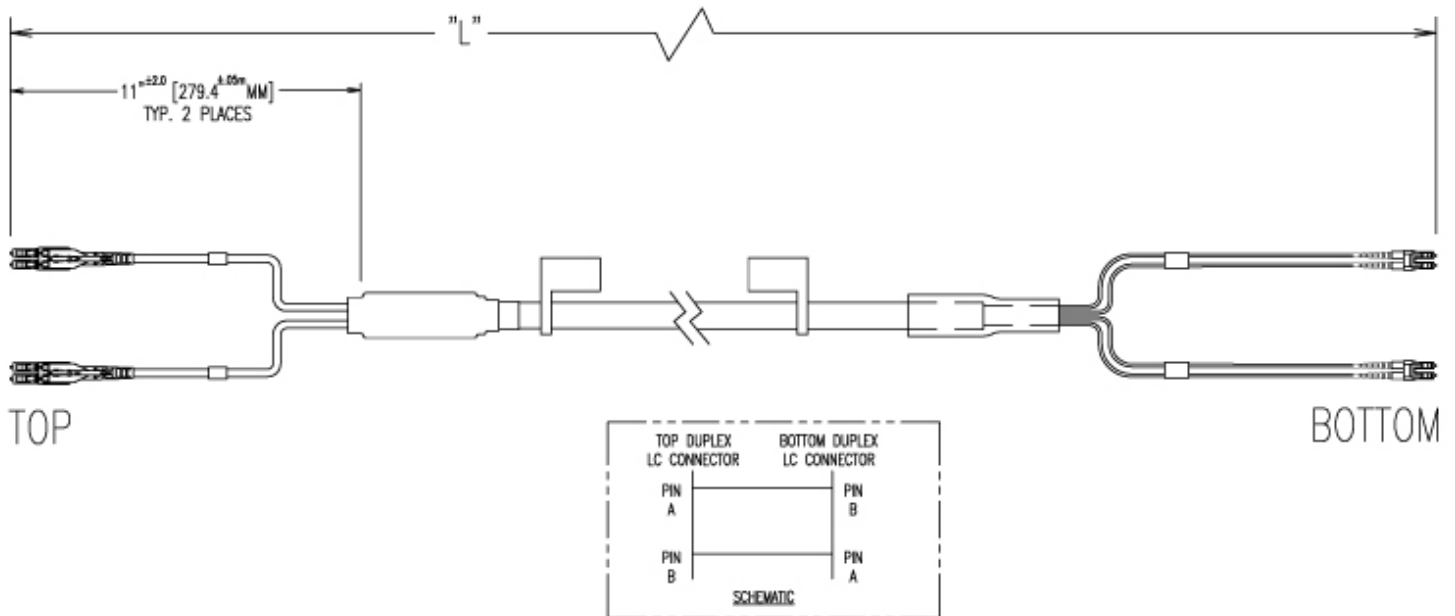 "L"
11"±2.0 [279.4±.05m MM]
TYP. 2 PLACES
TOP
BOTTOM
TOP DUPLEX
LC CONNECTOR
BOTTOM DUPLEX
LC CONNECTOR
PIN
A
PIN
B
PIN
B
PIN
A
SCHEMATIC